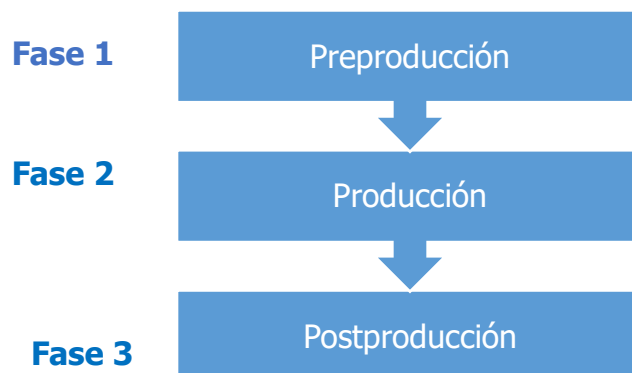 Fase 1
Preproducción
Fase 2
Producción
Fase 3
Postproducción